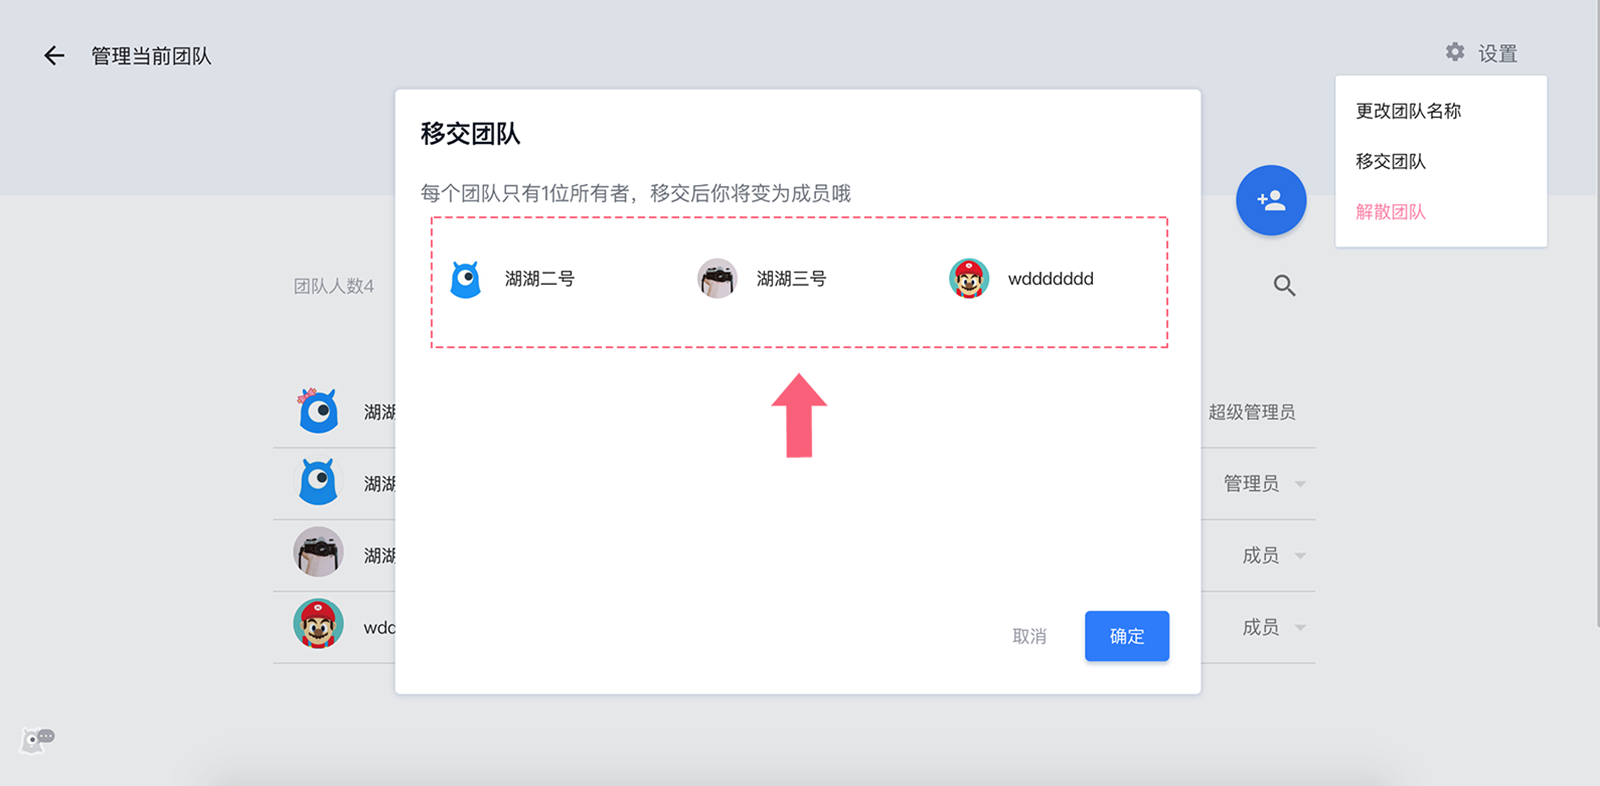 管理当前团队
设置
更改团队名称
移交团队
解散团队
移交团队
每个团队只有1位所有者，移交后你将变为成员哦
湖湖二号
湖湖三号
wddddddd
团队人数4
湖湖
超级管理员
湖湖
管理员
湖湖
成员
wdd
成员
取消
确定